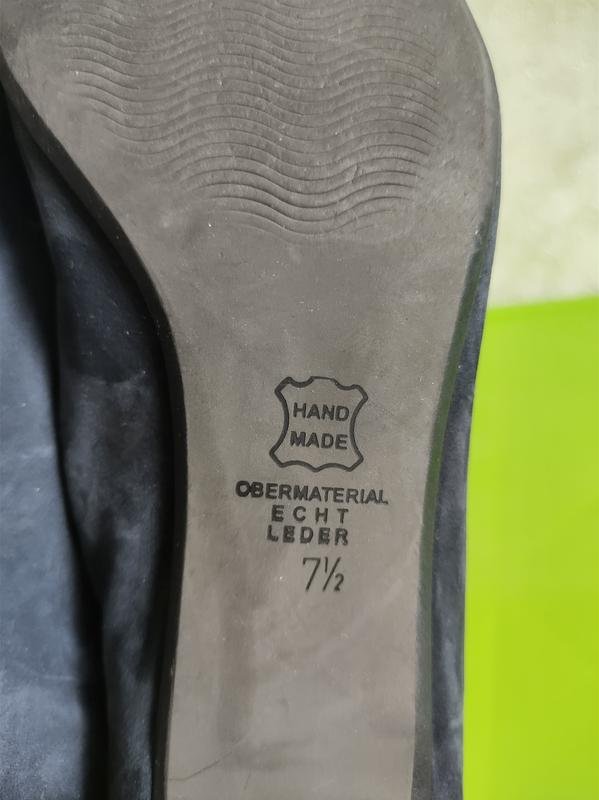 HAND
MADE
OBERMATERIAL
ECHT
LEDER
7½